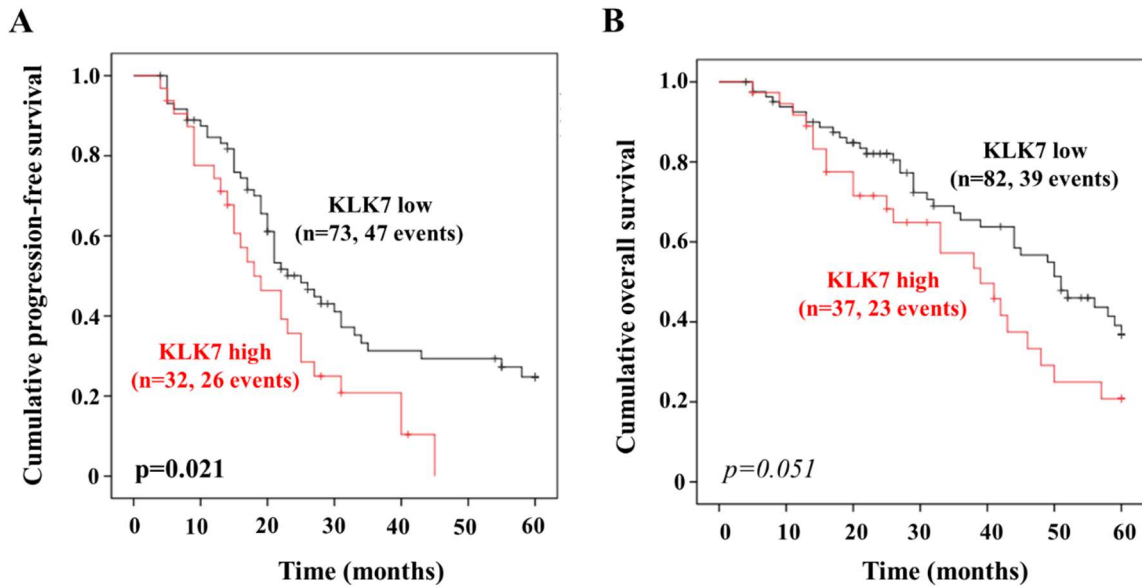 A
Cumulative progression-free survival
1.0
0.8
0.6
0.4
0.2
0
KLK7 low
(n=73, 47 events)
KLK7 high
(n=32, 26 events)
p=0.021
0 10 20 30 40 50 60
Time (months)
B
Cumulative overall survival
1.0
0.8
0.6
0.4
0.2
0
KLK7 low
(n=82, 39 events)
KLK7 high
(n=37, 23 events)
p=0.051
0 10 20 30 40 50 60
Time (months)